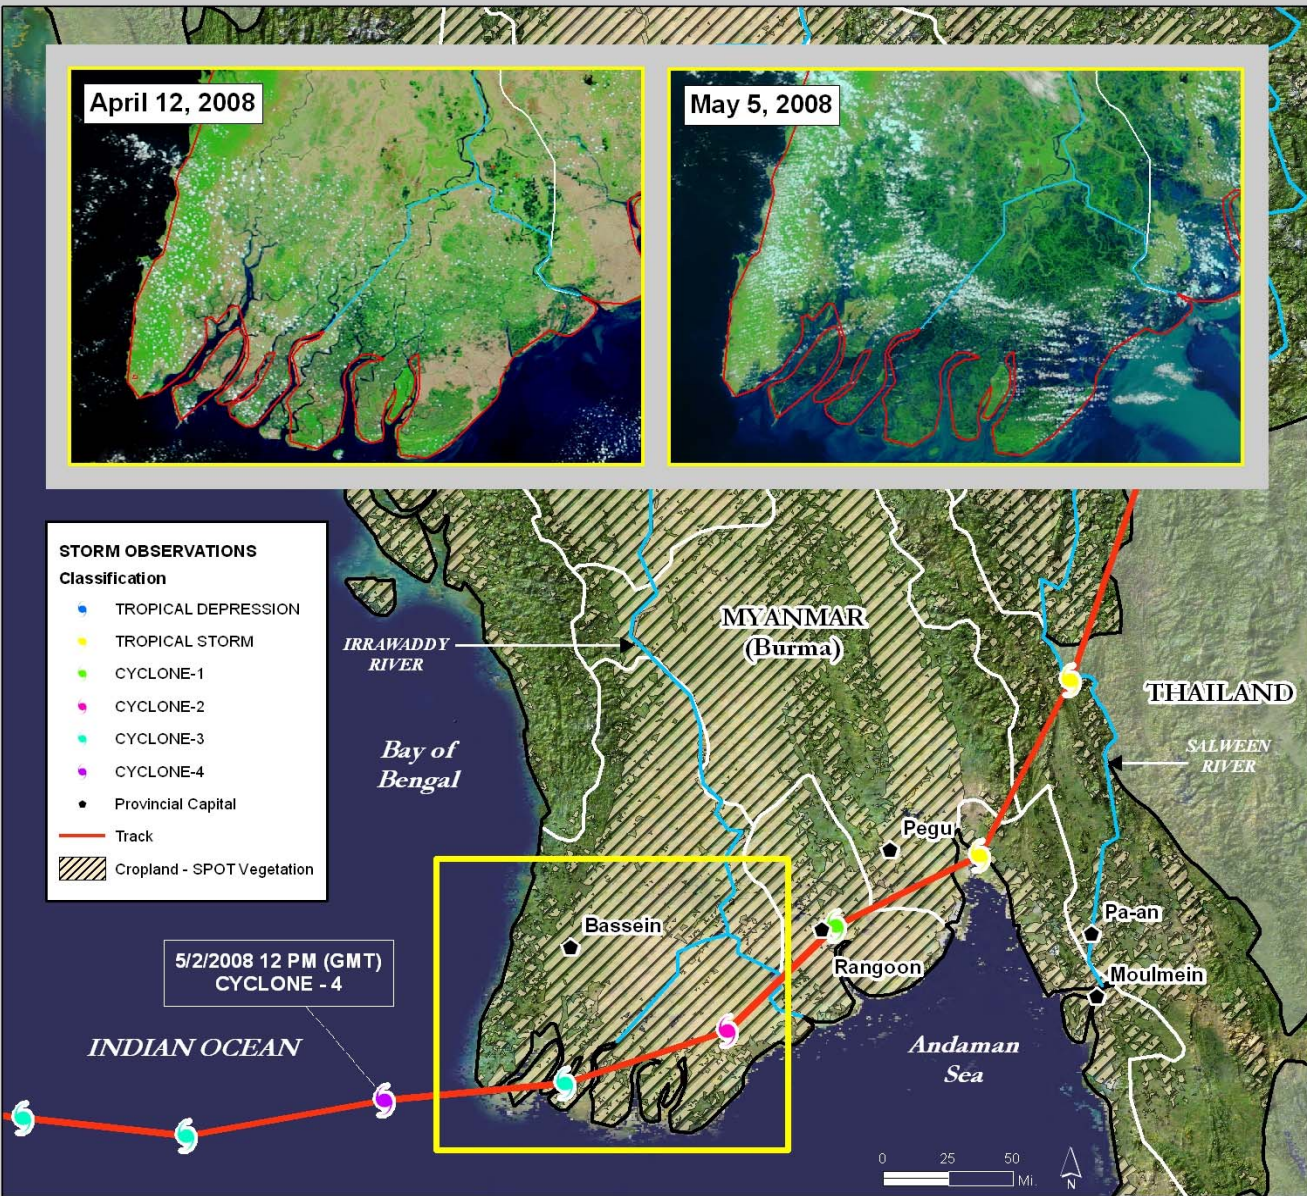 April 12, 2008
May 5, 2008
STORM OBSERVATIONS
Classification
TROPICAL DEPRESSION
TROPICAL STORM
CYCLONE-1
CYCLONE-2
CYCLONE-3
CYCLONE-4
Provincial Capital
Track
Cropland - SPOT Vegetation
IRRAWADDY
RIVER
MYANMAR
(Burma)
THAILAND
SALWEEN
RIVER
Bay of
Bengal
Pegu
Bassein
Pa-an
Rangoon
Moulmein
5/2/2008 12 PM (GMT)
CYCLONE - 4
INDIAN OCEAN
Andaman
Sea
0 25 50
Mi.
N